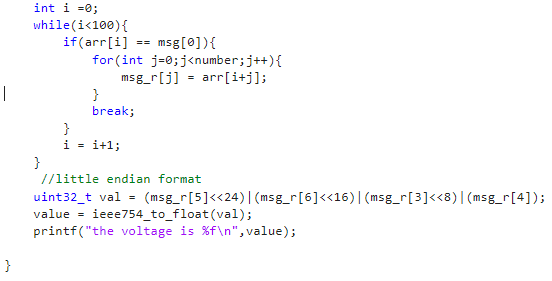 int i =0;
while(i<100){
if(arr[i] == msg[0]){
for(int j=0;j<number;j++){
msg_r[j] = arr[i+j];
}
break;
}
i = i+1;
}
//little endian format
uint32_t val = (msg_r[5]<<24)|(msg_r[6]<<16)|(msg_r[3]<<8)|(msg_r[4]);
value = ieee754_to_float(val);
printf("the voltage is %f\n",value);
}